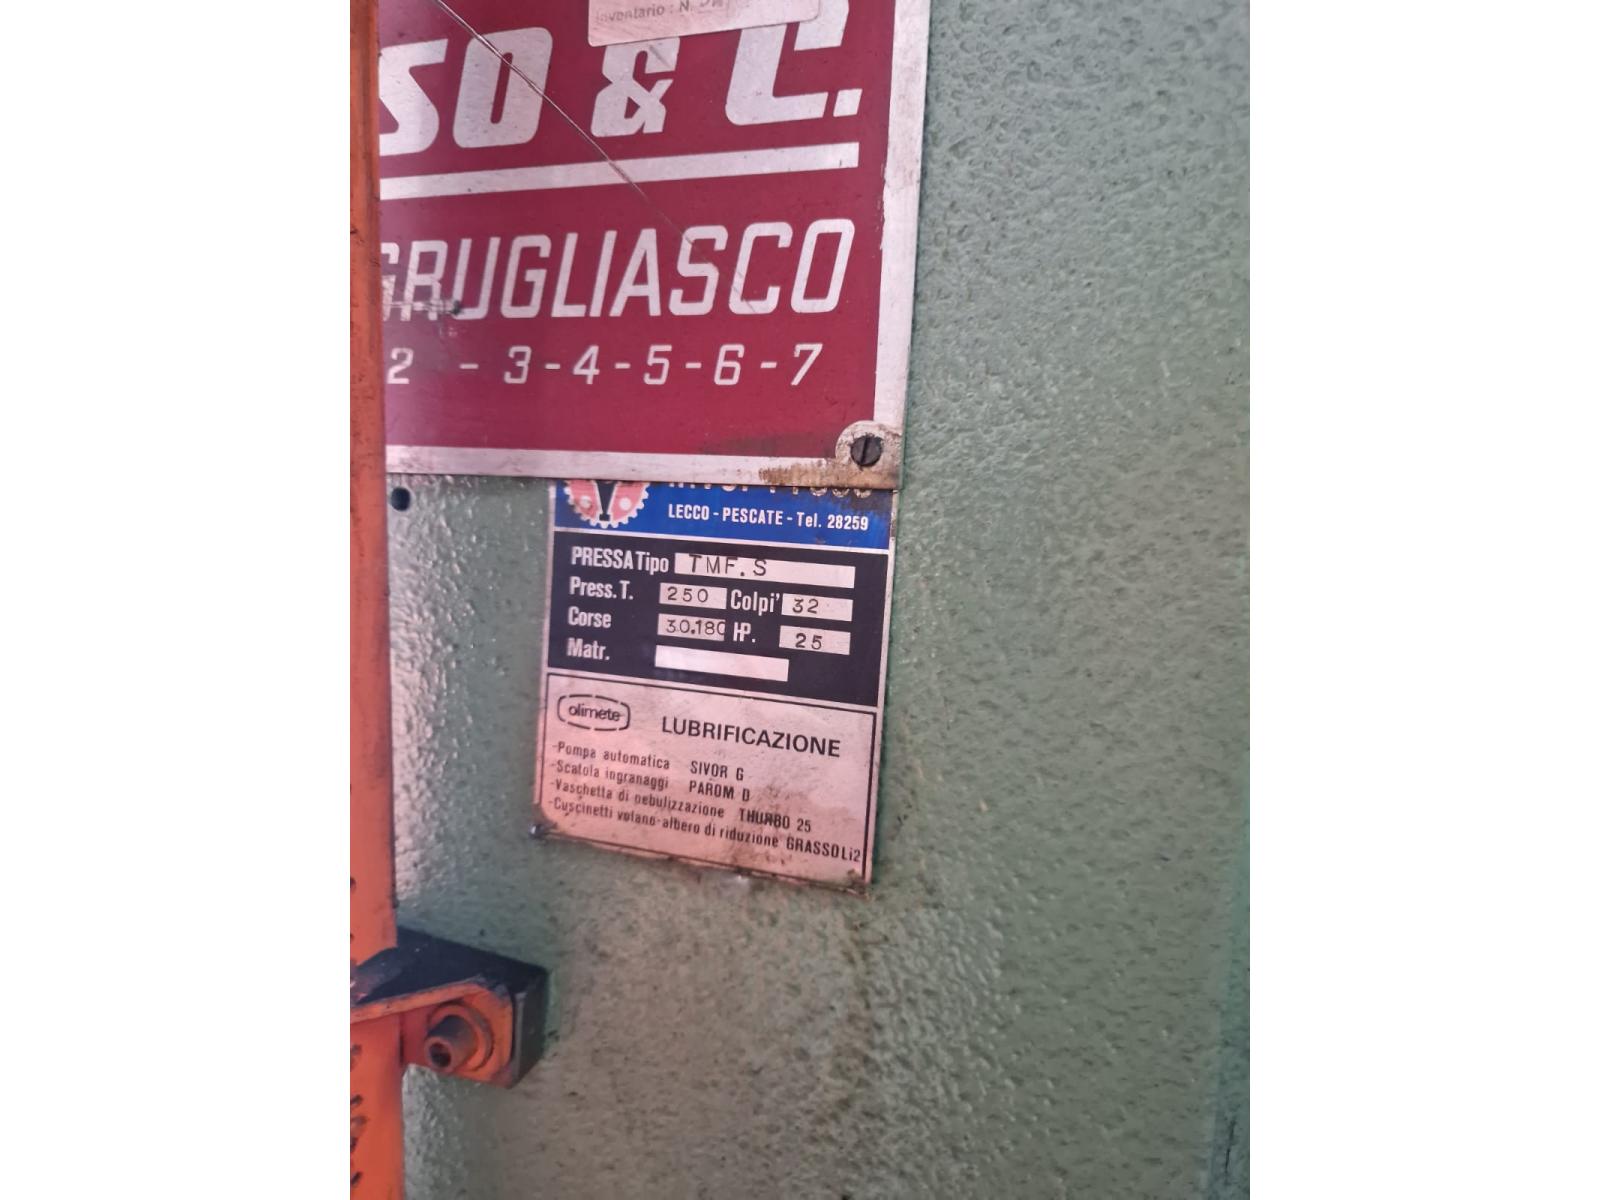 Inventario : N.
SO & C.
GRUGLIASCO
2 - 3 - 4 - 5 - 6 - 7
LECCO - PESCATE - Tel. 28259
PRESSA Tipo TMF.S
Press. T. 250 Colpi' 32
Corse 30.180 HP. 25
Matr.
olimete LUBRIFICAZIONE
-Pompa automatica SIVOR G
-Scatola ingranaggi PAROM D
-Vaschetta di nebulizzazione THURBO 25
-Cuscinetti volano-albero di riduzione GRASSO Li2